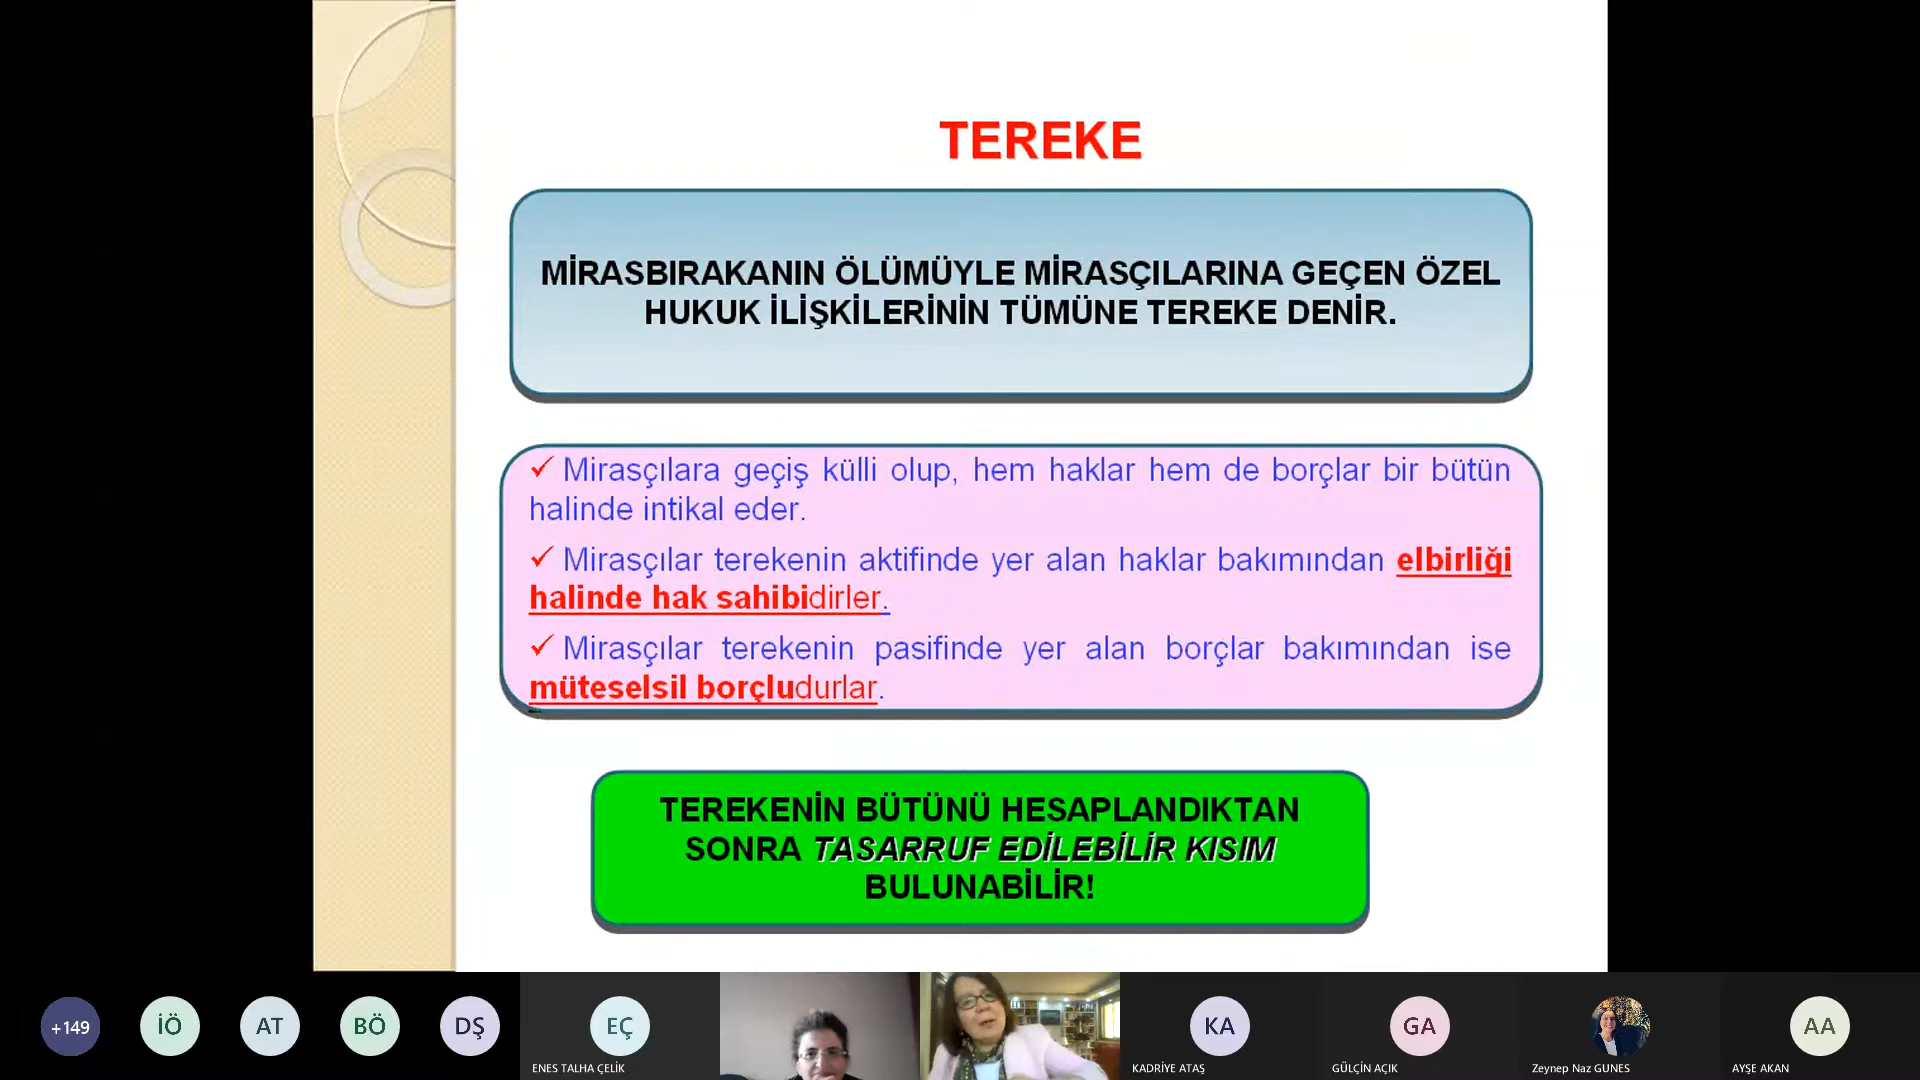 TEREKE
MİRASBIRAKANIN ÖLÜMÜYLE MİRASÇILARINA GEÇEN ÖZEL
HUKUK İLİŞKİLERİNİN TÜMÜNE TEREKE DENİR.
✓ Mirasçılara geçiş külli olup, hem haklar hem de borçlar bir bütün
halinde intikal eder.
✓ Mirasçılar terekenin aktifinde yer alan haklar bakımından elbirliği
halinde hak sahibidirler.
✓ Mirasçılar terekenin pasifinde yer alan borçlar bakımından ise
müteselsil borçludurlar.
TEREKENİN BÜTÜNÜ HESAPLANDIKTAN
SONRA TASARRUF EDİLEBİLİR KISIM
BULUNABİLİR!
+149
İÖ
AT
BÖ
DŞ
EÇ
ENES TALHA ÇELİK
KA
KADRİYE ATAŞ
GA
GÜLÇİN AÇIK
Zeynep Naz GUNES
AA
AYŞE AKAN